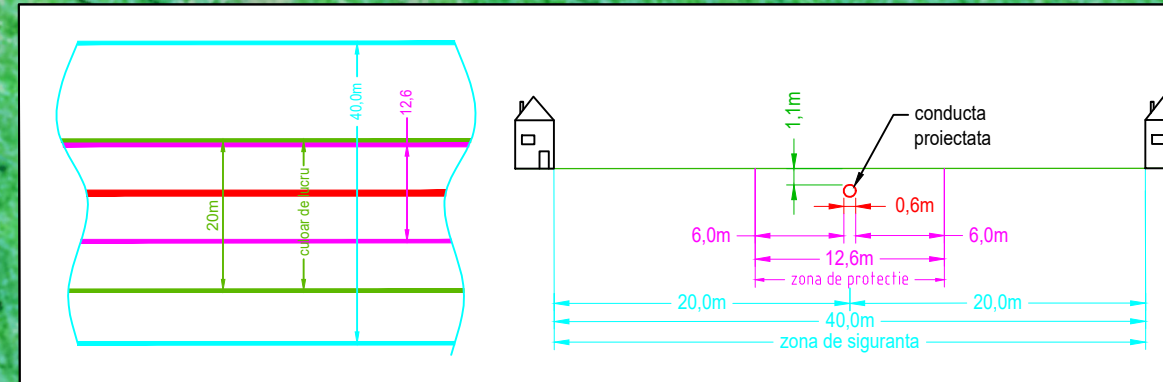 40,0m
12,6
20m
culoar de lucru
1,1m
conducta
proiectata
0,6m
6,0m
6,0m
12,6m
zona de protectie
20,0m
20,0m
40,0m
zona de siguranta